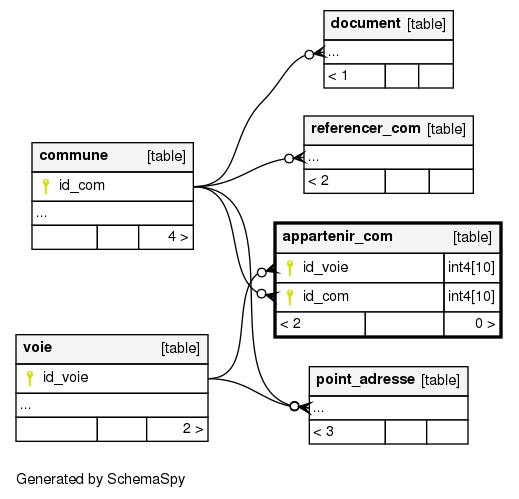 document [table]
...
< 1
referencer_com [table]
...
< 2
commune [table]
id_com
...
4 >
appartenir_com [table]
id_voie int4[10]
id_com int4[10]
< 2 0 >
voie [table]
id_voie
...
2 >
point_adresse [table]
...
< 3
Generated by SchemaSpy